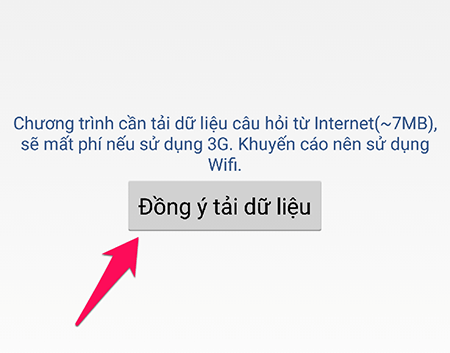 Chương trình cần tải dữ liệu câu hỏi từ Internet(~7MB),
sẽ mất phí nếu sử dụng 3G. Khuyến cáo nên sử dụng
Wifi.
Đồng ý tải dữ liệu